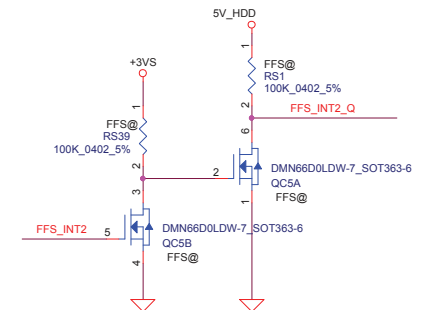 5V_HDD
1
+3VS
FFS@
RS1
100K_0402_5%
1
2
FFS_INT2_Q
FFS@
RS39
100K_0402_5%
6
2
2
DMN66D0LDW-7_SOT363-6
QC5A
3
1
FFS@
FFS_INT2
5
DMN66D0LDW-7_SOT363-6
QC5B
4
FFS@